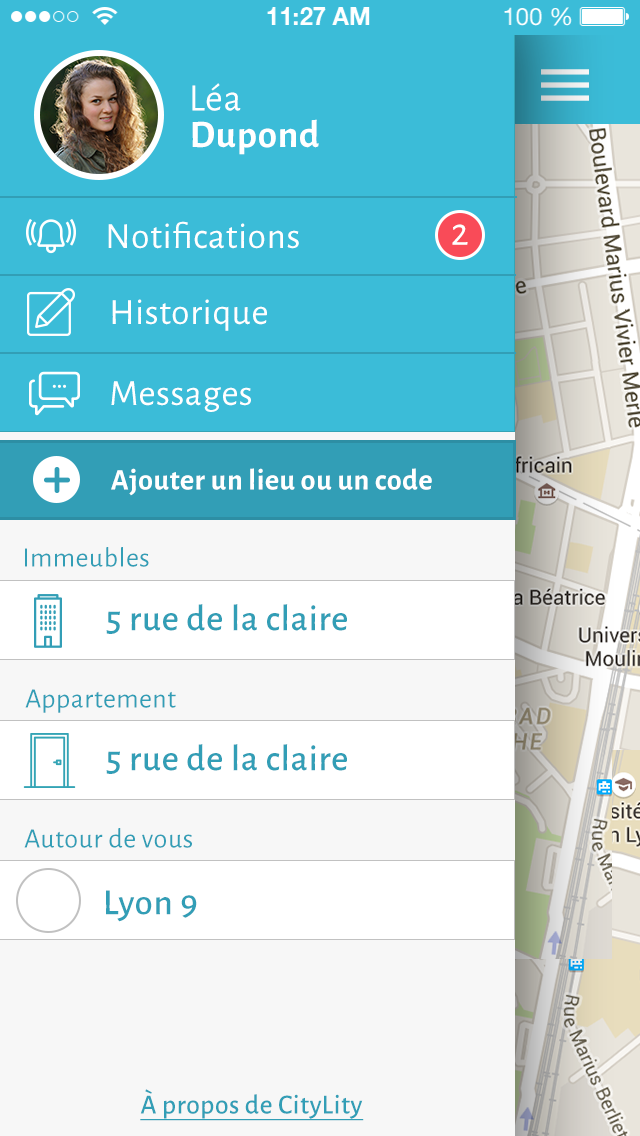 11:27 AM
100 %
Léa
Dupond
Notifications
2
Historique
Messages
Ajouter un lieu ou un code
Immeubles
5 rue de la claire
Appartement
5 rue de la claire
Autour de vous
Lyon 9
À propos de CityLity
Boulevard Marius Vivier Merle
e
fricain
a Béatrice
Univers
Moulin
AD
HE
sité
n Ly
Rue Ma
Rue Marius Berliet